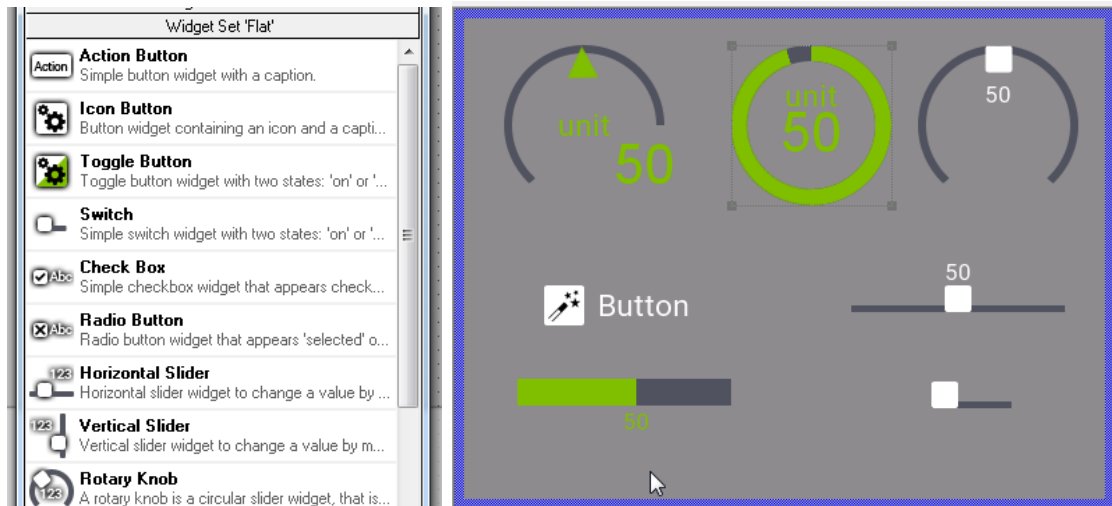 Widget Set 'Flat'
Action
Action Button
Simple button widget with a caption.
Icon Button
Button widget containing an icon and a capti...
Toggle Button
Toggle button widget with two states: 'on' or '...
Switch
Simple switch widget with two states: 'on' or '...
Abc
Check Box
Simple checkbox widget that appears check...
Abc
Radio Button
Radio button widget that appears 'selected' o...
123
Horizontal Slider
Horizontal slider widget to change a value by ...
123
Vertical Slider
Vertical slider widget to change a value by m...
123
Rotary Knob
A rotary knob is a circular slider widget, that is...
unit
50
unit
50
50
Button
50
50